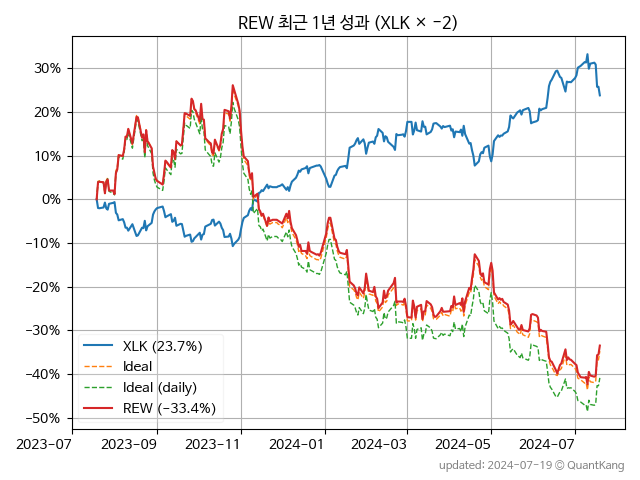 REW 최근 1년 성과 (XLK × −2)
30%
20%
10%
0%
−10%
−20%
−30%
−40%
−50%
XLK (23.7%)
Ideal
Ideal (daily)
REW (−33.4%)
2023-07 2023-09 2023-11 2024-01 2024-03 2024-05 2024-07
updated: 2024-07-19 © QuantKang